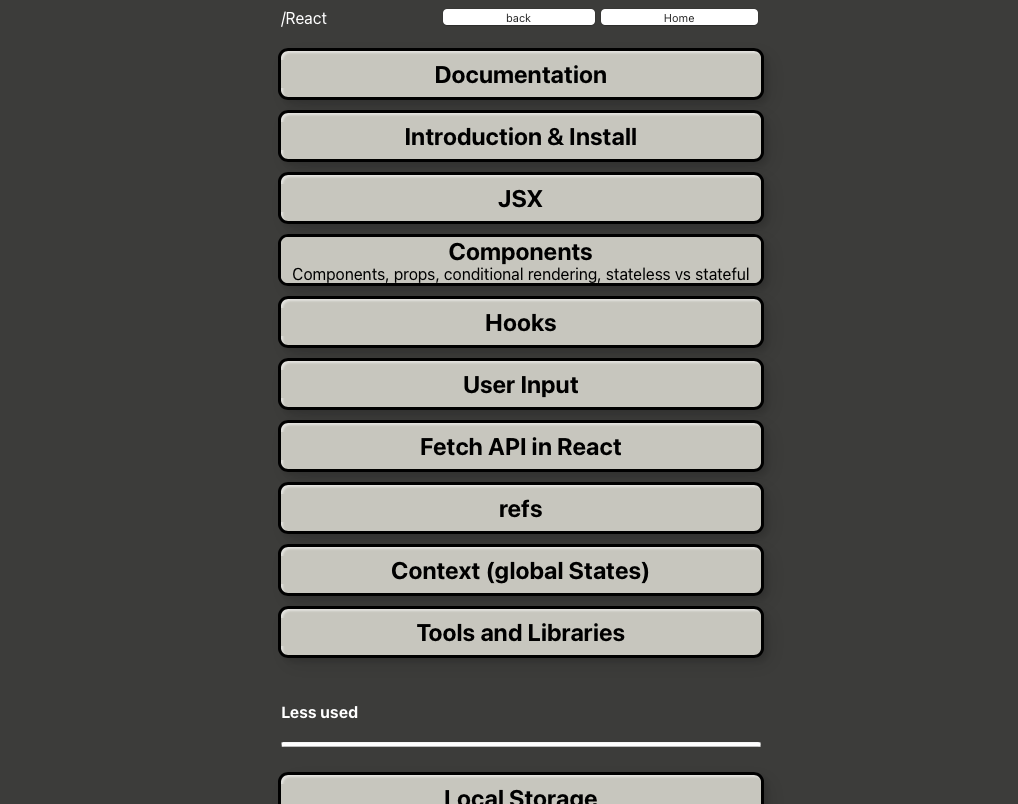 /React
back
Home
Documentation
Introduction & Install
JSX
Components
Components, props, conditional rendering, stateless vs stateful
Hooks
User Input
Fetch API in React
refs
Context (global States)
Tools and Libraries
Less used
Local Storage